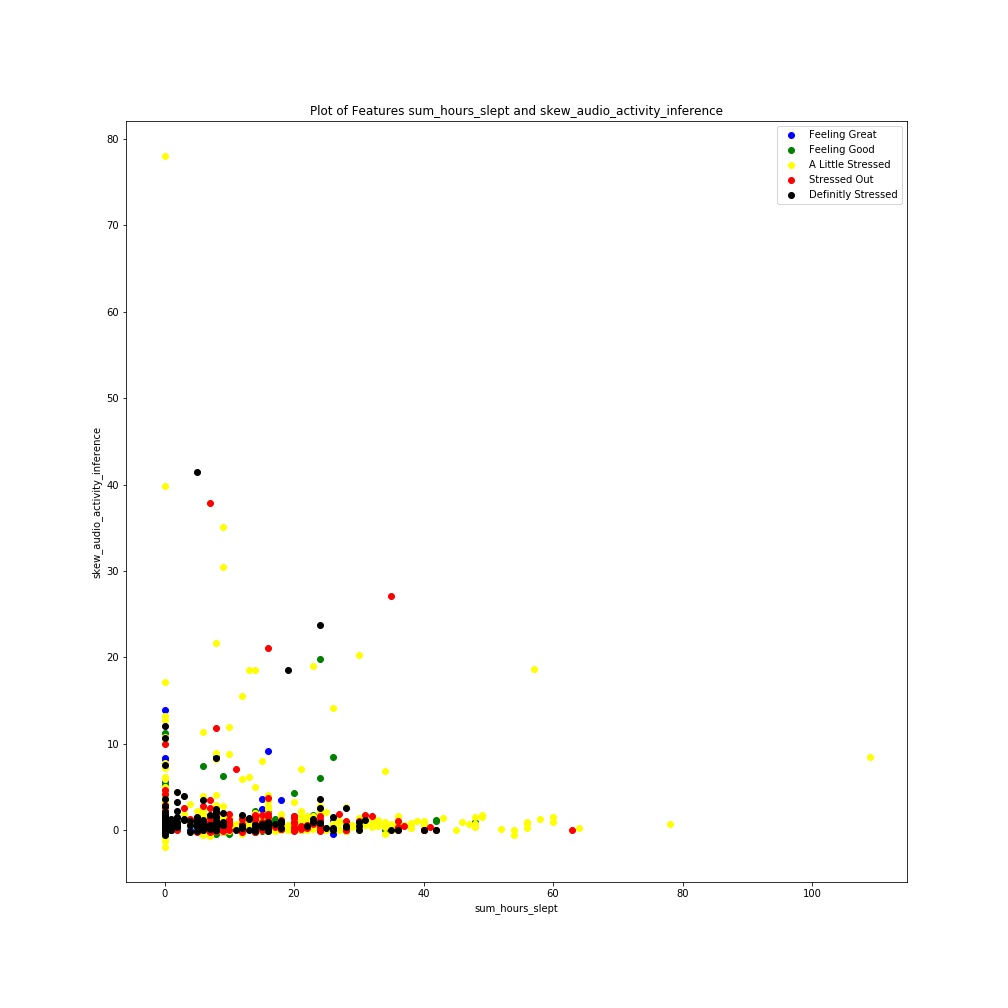 Plot of Features sum_hours_slept and skew_audio_activity_inference
Feeling Great
Feeling Good
A Little Stressed
Stressed Out
Definitly Stressed
80
70
60
50
40
30
20
10
0
skew_audio_activity_inference
0 20 40 60 80 100
sum_hours_slept